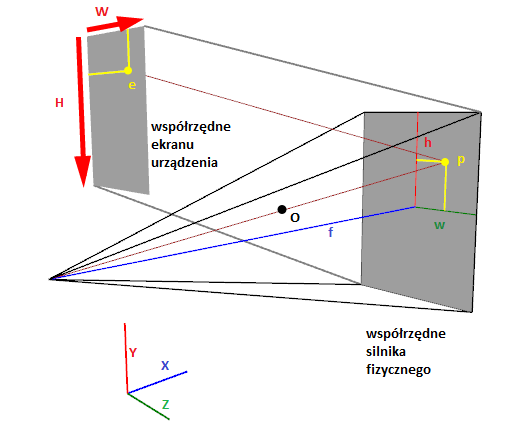 W
H
e
współrzędne
ekranu
urządzenia
h
p
O
f
w
współrzędne
silnika
fizycznego
Y
X
Z